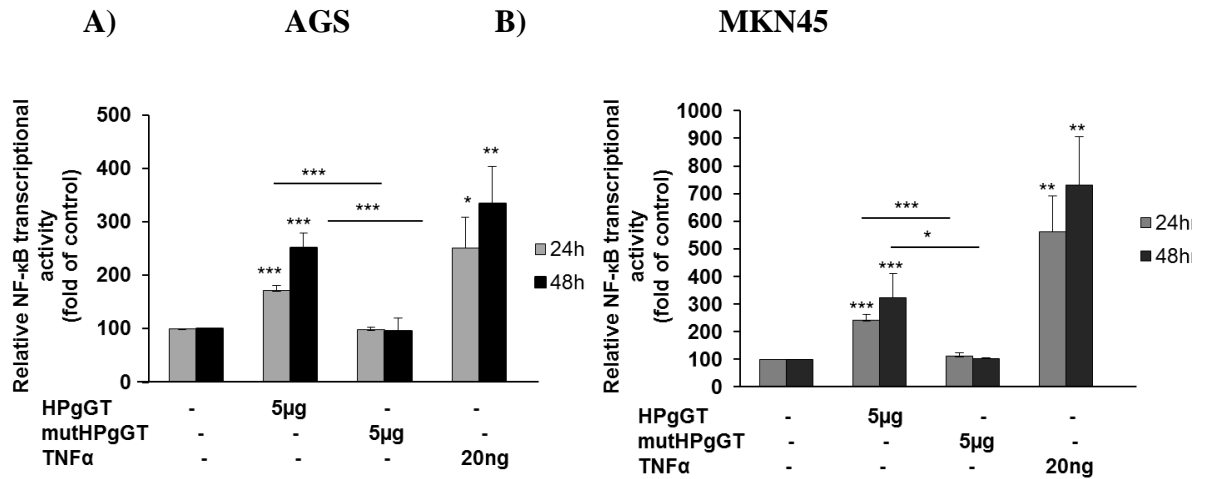 A) AGS B) MKN45
Relative NF-κB transcriptional
activity
(fold of control)
500
400
300
200
100
0
***
***
***
***
*
**
24h
48h
HPgGT - 5µg - -
mutHPgGT - - 5µg -
TNFα - - - 20ng
Relative NF-κB transcriptional
activity
(fold of control)
1000
900
800
700
600
500
400
300
200
100
0
***
*
***
***
**
**
24h
48h
HPgGT - 5µg - -
mutHPgGT - - 5µg -
TNFα - - - 20ng